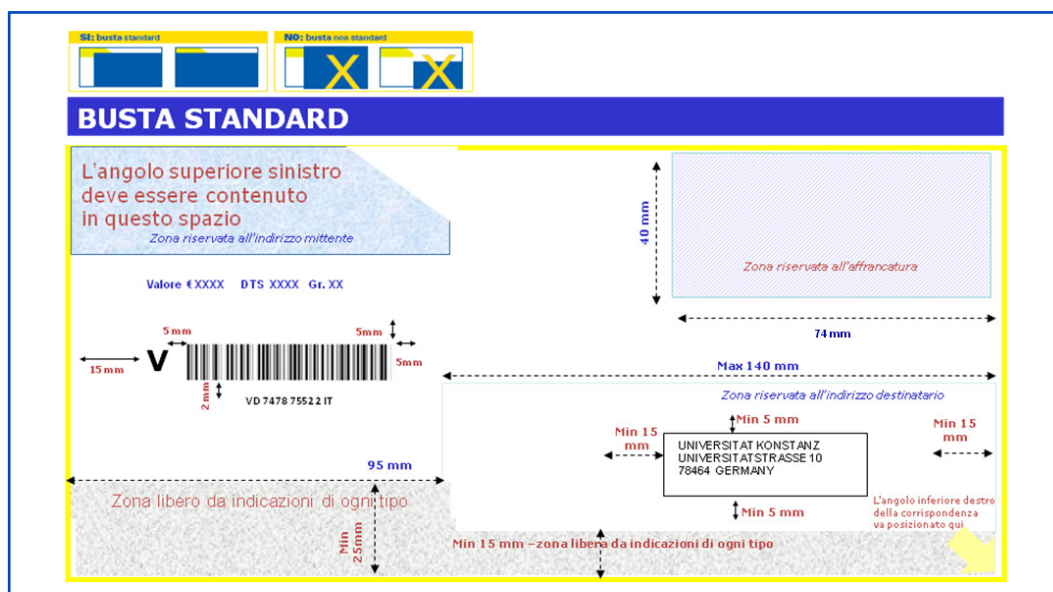 SI: busta standard
NO: busta non standard
X
X
BUSTA STANDARD
L'angolo superiore sinistro
deve essere contenuto
in questo spazio
Zona riservata all'indirizzo mittente
40 mm
Zona riservata all'affrancatura
74 mm
Valore € XXXX DTS XXXX Gr. XX
5 mm
5mm
15 mm
V
5mm
2 mm
VD 7478 7552 2 IT
Max 140 mm
Zona riservata all'indirizzo destinatario
Min 5 mm
Min 15
mm
Min 15
mm
UNIVERSITAT KONSTANZ
UNIVERSITATSTRASSE 10
78464 GERMANY
95 mm
Min 5 mm
L'angolo inferiore destro
della corrispondenza
va posizionato qui
Zona libero da indicazioni di ogni tipo
Min
25mm
Min 15 mm –zona libera da indicazioni di ogni tipo